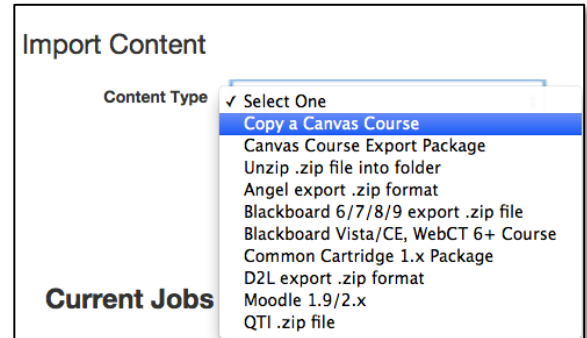 Import Content
Content Type
✓ Select One
Copy a Canvas Course
Canvas Course Export Package
Unzip .zip file into folder
Angel export .zip format
Blackboard 6/7/8/9 export .zip file
Blackboard Vista/CE, WebCT 6+ Course
Common Cartridge 1.x Package
D2L export .zip format
Moodle 1.9/2.x
QTI .zip file
Current Jobs